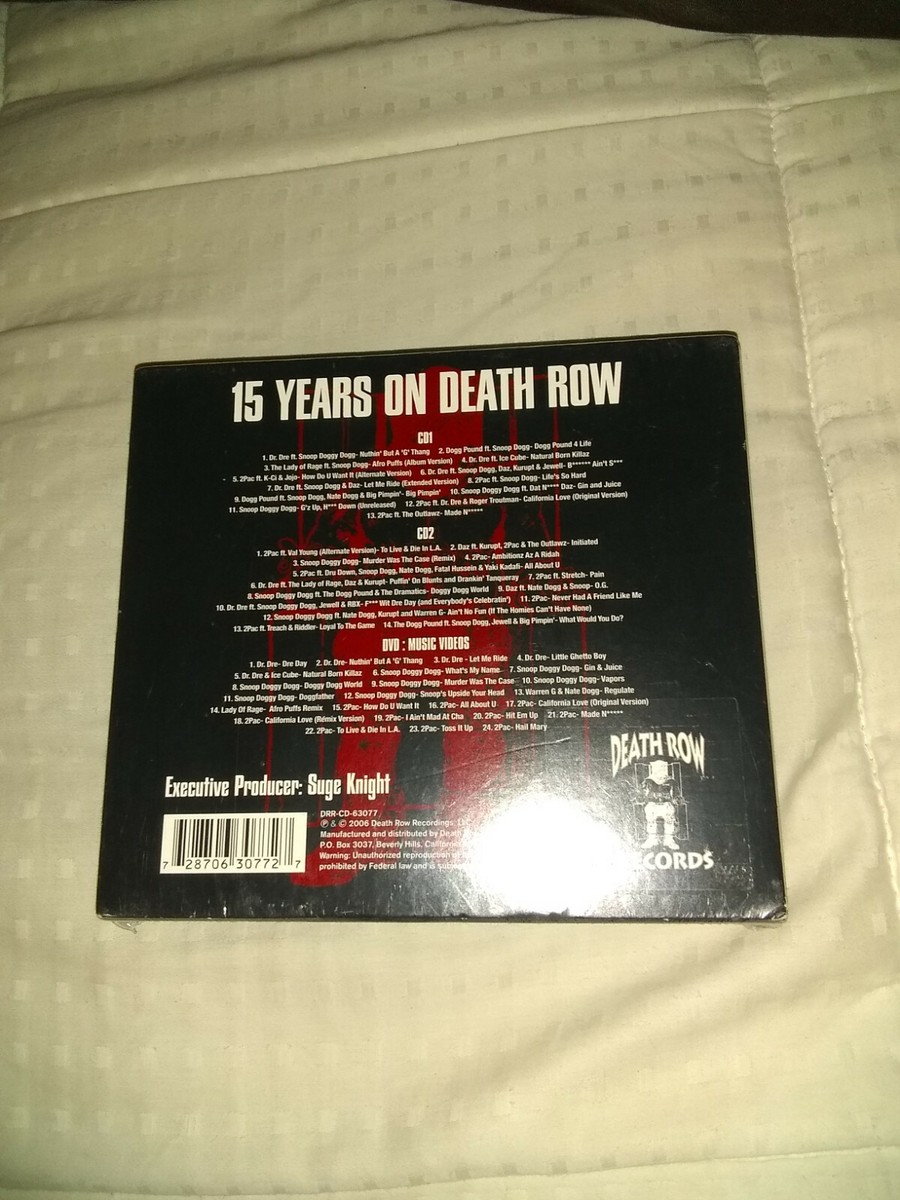 15 YEARS ON DEATH ROW
CD1
1. Dr. Dre ft. Snoop Doggy Dogg- Nuthin' But A "G" Thang 2. Dogg Pound ft. Snoop Dogg- Dogg Pound 4 Life
3. The Lady of Rage ft. Snoop Dogg- Afro Puffs (Album Version) 4. Dr. Dre ft. Ice Cube- Natural Born Killaz
5. 2Pac ft. K-Ci & Jojo- How Do U Want It (Alternate Version) 6. Dr. Dre ft. Snoop Dogg, Daz, Kurupt & Jewell- B****** Ain't S***
7. Dr. Dre ft. Snoop Dogg & Daz- Let Me Ride (Extended Version) 8. 2Pac ft. Snoop Dogg- Life's So Hard
9. Dogg Pound ft. Snoop, Nate Dogg & Big Pimpin'- Big Pimpin' 10. Snoop Doggy Dogg ft. Dat N**** Daz- Gin and Juice
11. Snoop Doggy Dogg- G'z Up, H*** Down (Unreleased) 12. 2Pac ft. Dr. Dre & Roger Troutman- California Love (Original Version)
13. 2Pac ft. The Outlawz- Made N*****
CD2
1. 2Pac ft. Val Young (Alternate Version)- To Live & Die In L.A. 2. Daz ft. Kurupt, 2Pac & The Outlawz- Initiated
3. Snoop Doggy Dogg- Murder Was The Case (Remix) 4. 2Pac- Ambitionz Az A Ridah
5. 2Pac ft. Dru Down, Snoop Dogg, Nate Dogg, Fatal Hussein & Yaki Kadafi- All About U
6. Dr. Dre ft. The Lady of Rage, Daz & Kurupt- Puffin' On Blunts and Drankin' Tanqueray 7. 2Pac ft. Stretch- Pain
8. Snoop Doggy Dogg ft. The Dogg Pound & The Dramatics- Doggy Dogg World 9. Daz ft. Nate Dogg & Snoop- O.G.
10. Dr. Dre ft. Snoop Doggy Dogg, Jewell & RBX- F*** Wit Dre Day (and Everybody's Celebratin') 11. 2Pac- Never Had A Friend Like Me
12. Snoop Doggy Dogg ft. Nate Dogg, Kurupt and Warren G- Ain't No Fun (If The Homies Can't Have None)
13. 2Pac ft. Treach & Riddler- Loyal To The Game 14. The Dogg Pound ft. Snoop Dogg, Jewell & Big Pimpin'- What Would You Do?
DVD : MUSIC VIDEOS
1. Dr. Dre- Dre Day 2. Dr. Dre- Nuthin' But A "G" Thang 3. Dr. Dre - Let Me Ride 4. Dr. Dre- Little Ghetto Boy
5. Dr. Dre & Ice Cube- Natural Born Killaz 6. Snoop Doggy Dogg- What's My Name 7. Snoop Doggy Dogg- Gin & Juice
8. Snoop Doggy Dogg- Doggy Dogg World 9. Snoop Doggy Dogg- Murder Was The Case 10. Snoop Doggy Dogg- Vapors
11. Snoop Doggy Dogg- Doggfather 12. Snoop Doggy Dogg- Snoop's Upside Your Head 13. Warren G & Nate Dogg- Regulate
14. Lady Of Rage- Afro Puffs Remix 15. 2Pac- How Do U Want It 16. 2Pac- All About U 17. 2Pac- California Love (Original Version)
18. 2Pac- California Love (Remix Version) 19. 2Pac- I Ain't Mad At Cha 20. 2Pac- Hit Em Up 21. 2Pac- Made N*****
22. 2Pac- To Live & Die In L.A. 23. 2Pac- Toss It Up 24. 2Pac- Hail Mary
DEATH ROW
RECORDS
Executive Producer: Suge Knight
7 28706 30772 7
DRR-CD-63077
℗ & © 2006 Death Row Recordings, LLC
Manufactured and distributed by Death
P.O. Box 3037, Beverly Hills, California
Warning: Unauthorized reproduction of
prohibited by Federal law and is